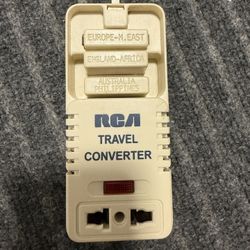 EUROPE-M.EAST
ENGLAND-AFRICA
AUSTRALIA
PHILIPPINES
RCA
TRAVEL
CONVERTER